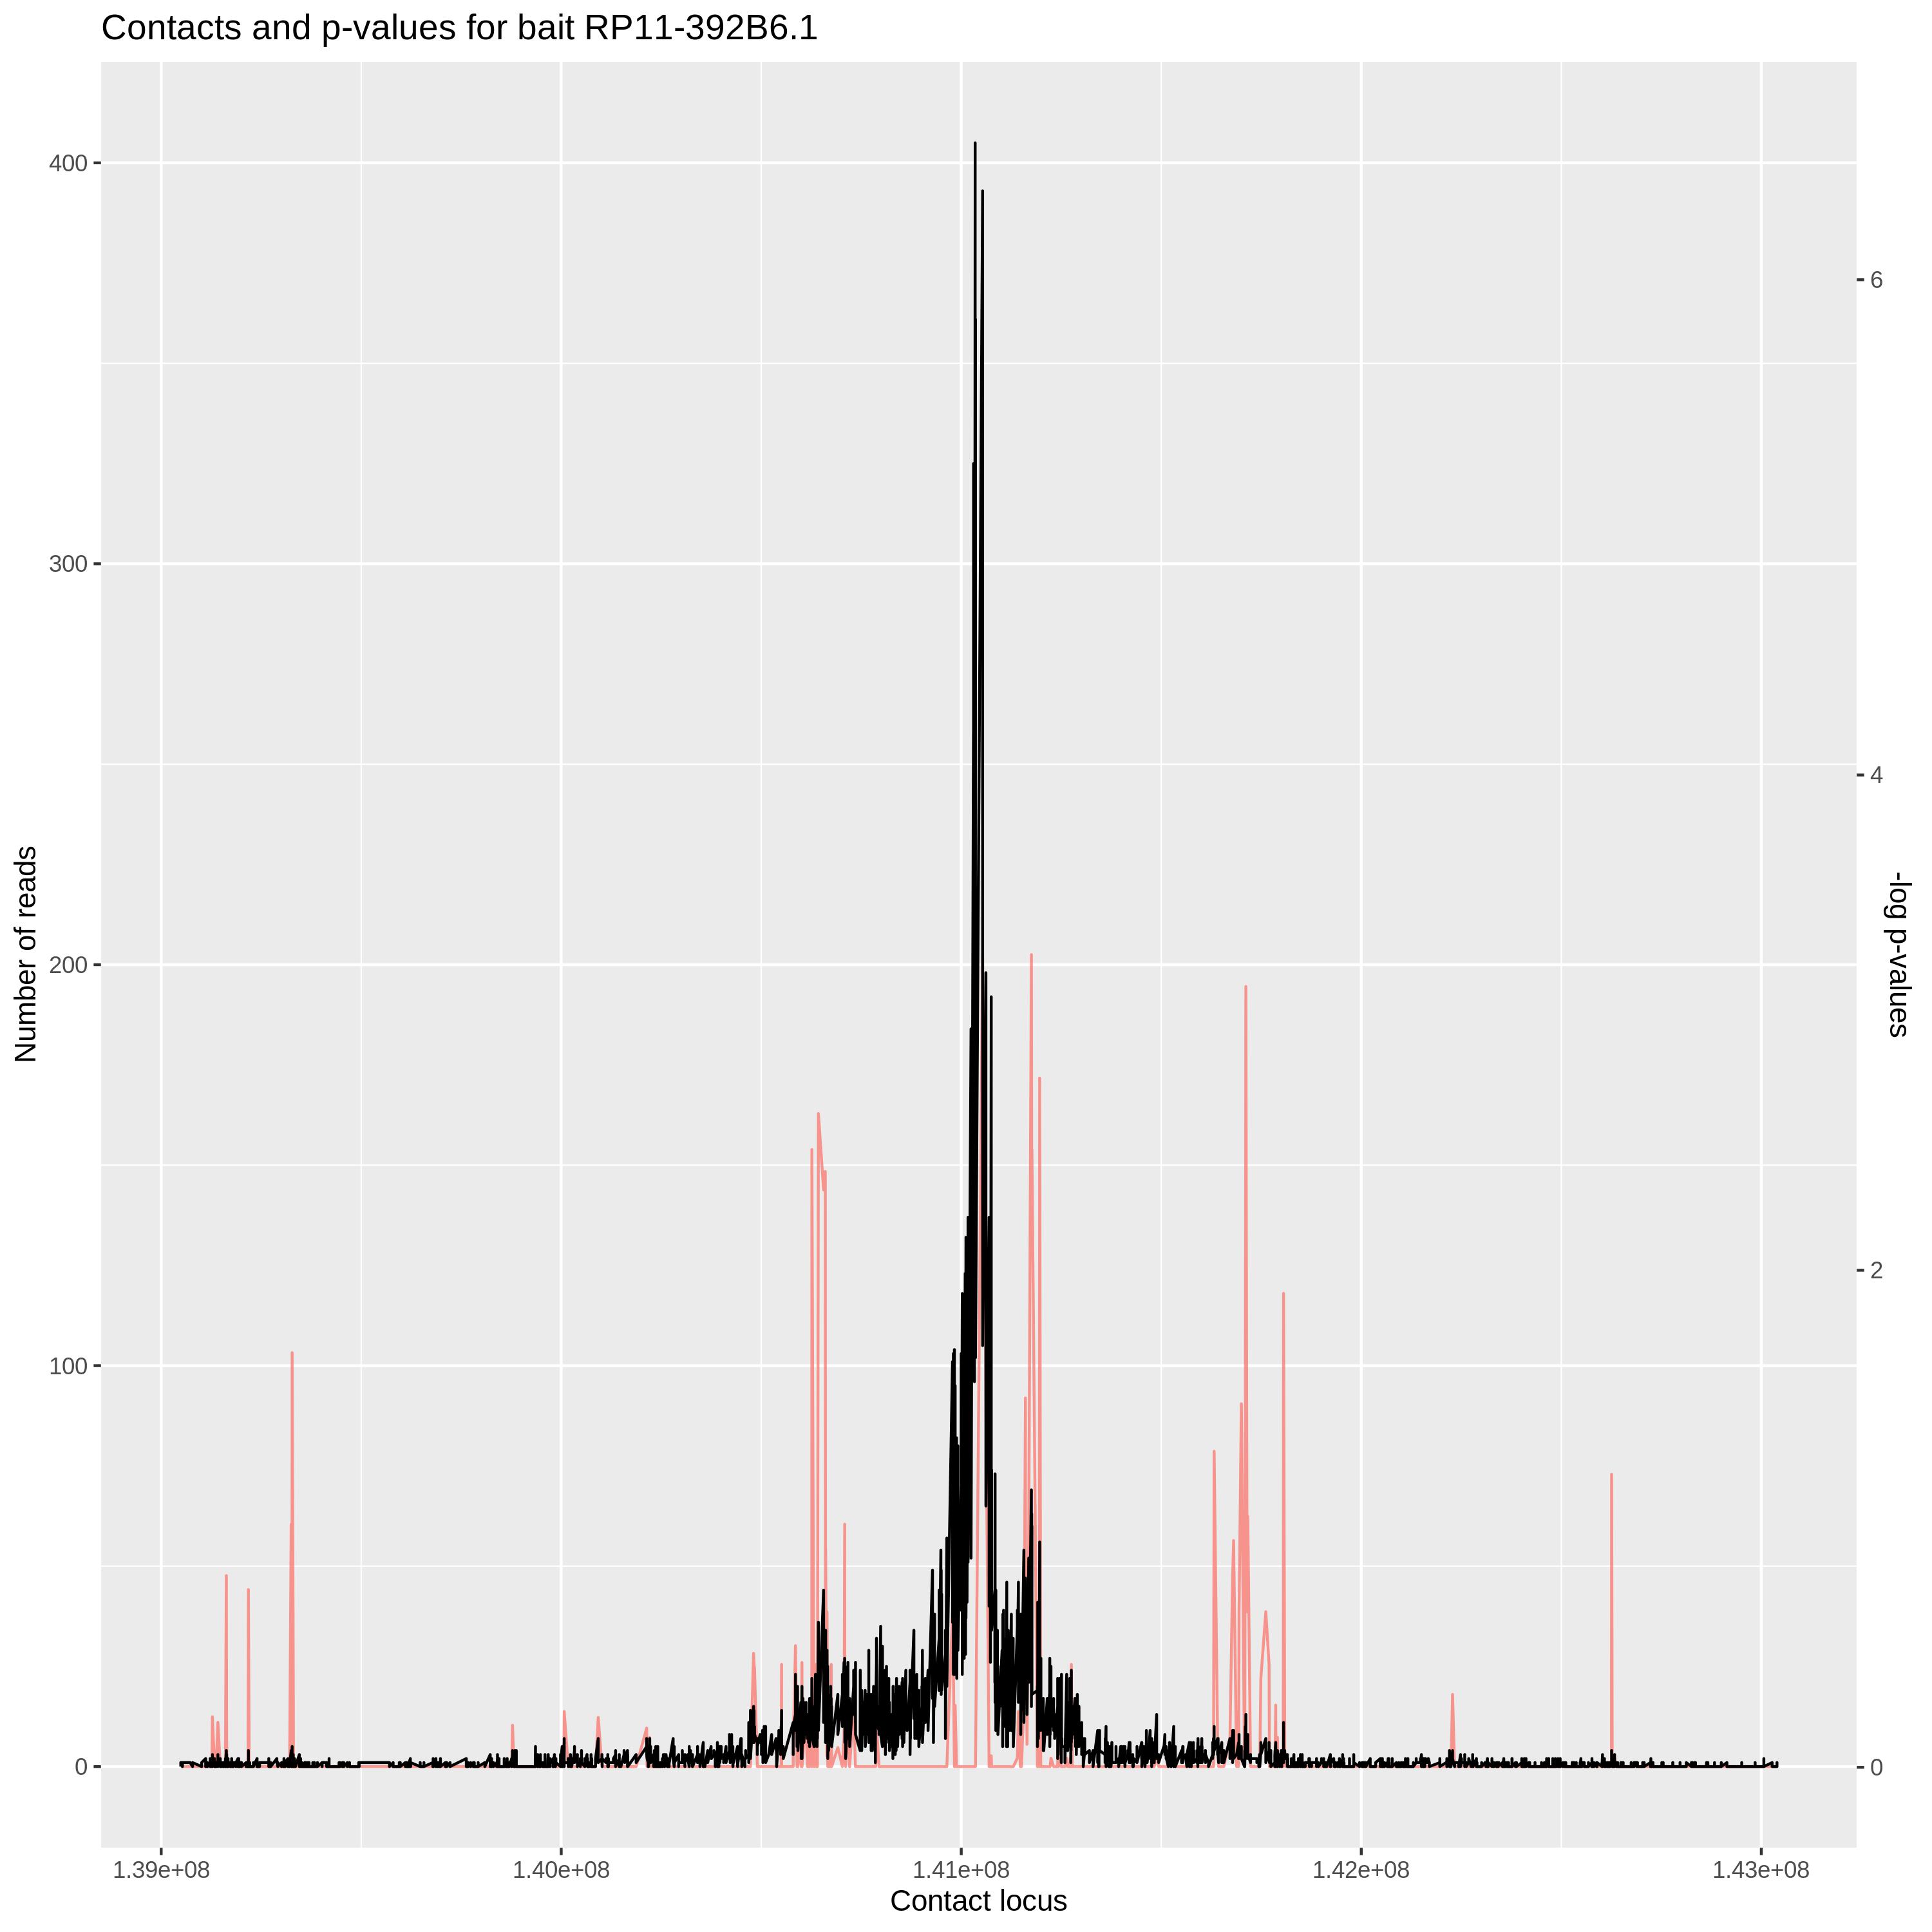 Contacts and p-values for bait RP11-392B6.1
400
300
200
100
0
Number of reads
6
4
2
0
-log p-values
1.39e+08
1.40e+08
1.41e+08
1.42e+08
1.43e+08
Contact locus